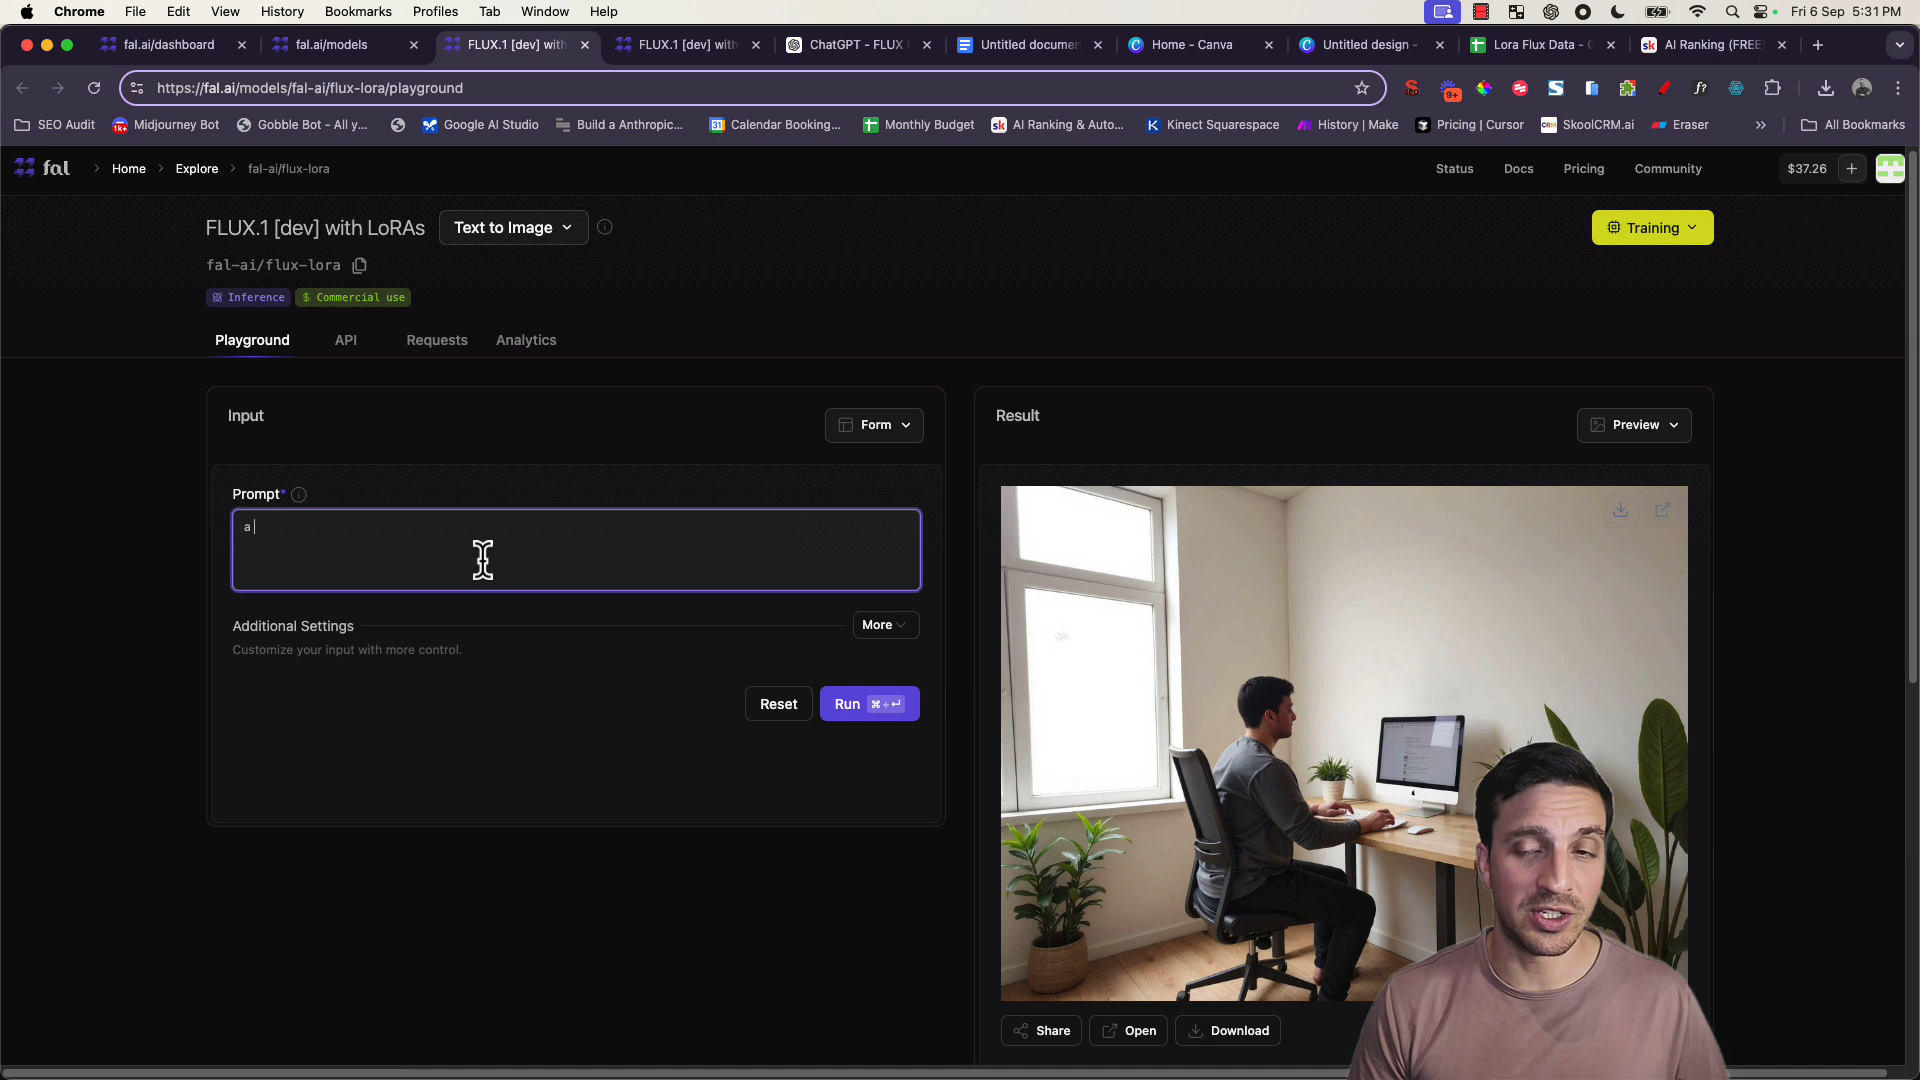 Chrome File Edit View History Bookmarks Profiles Tab Window Help Fri 6 Sep 5:31 PM
fal.ai/dashboard fal.ai/models FLUX.1 [dev] with FLUX.1 [dev] with ChatGPT - FLUX Untitled documen Home - Canva Untitled design - Lora Flux Data - G AI Ranking (FREE
https://fal.ai/models/fal-ai/flux-lora/playground 9+
SEO Audit Midjourney Bot Gobble Bot - All y... Google AI Studio Build a Anthropic... Calendar Booking... Monthly Budget AI Ranking & Auto... Kinect Squarespace History | Make Pricing | Cursor SkoolCRM.ai Eraser » All Bookmarks
fal Home Explore fal-ai/flux-lora Status Docs Pricing Community $37.26 +
FLUX.1 [dev] with LoRAs Text to Image Training
fal-ai/flux-lora
Inference $ Commercial use
Playground API Requests Analytics
Input Form Result Preview
Prompt*
a
Additional Settings More
Customize your input with more control.
Reset Run ⌘+↵
Share Open Download